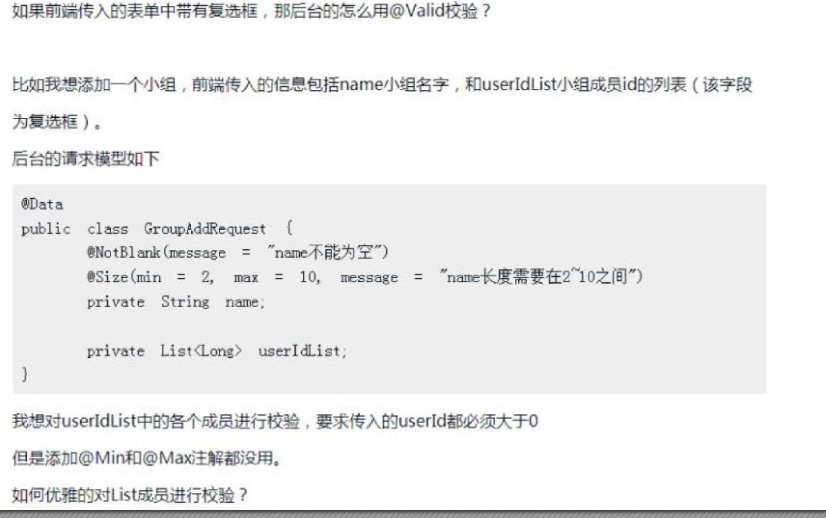 如果前端传入的表单中带有复选框，那后台的怎么用@Valid校验？
比如我想添加一个小组，前端传入的信息包括name小组名字，和userIdList小组成员id的列表（该字段
为复选框）。
后台的请求模型如下
@Data
public class GroupAddRequest {
@NotBlank(message = "name不能为空")
@Size(min = 2, max = 10, message = "name长度需要在2~10之间")
private String name;
private List<Long> userIdList;
}
我想对userIdList中的各个成员进行校验，要求传入的userId都必须大于0
但是添加@Min和@Max注解都没用。
如何优雅的对List成员进行校验？